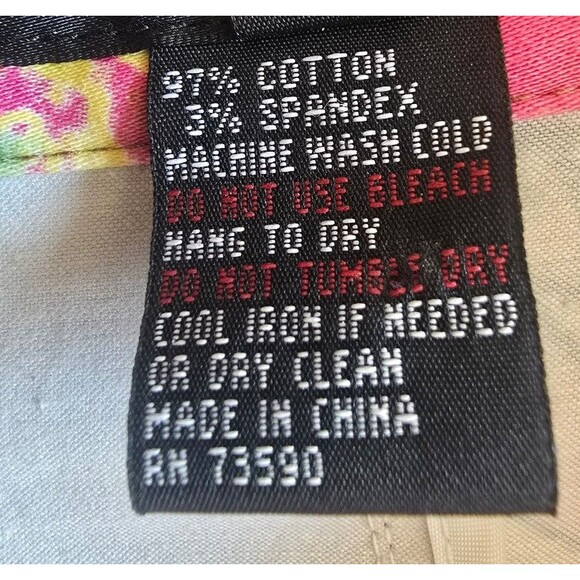 97% COTTON
3% SPANDEX
MACHINE WASH COLD
DO NOT USE BLEACH
HANG TO DRY
DO NOT TUMBLE DRY
COOL IRON IF NEEDED
OR DRY CLEAN
MADE IN CHINA
RN 73590